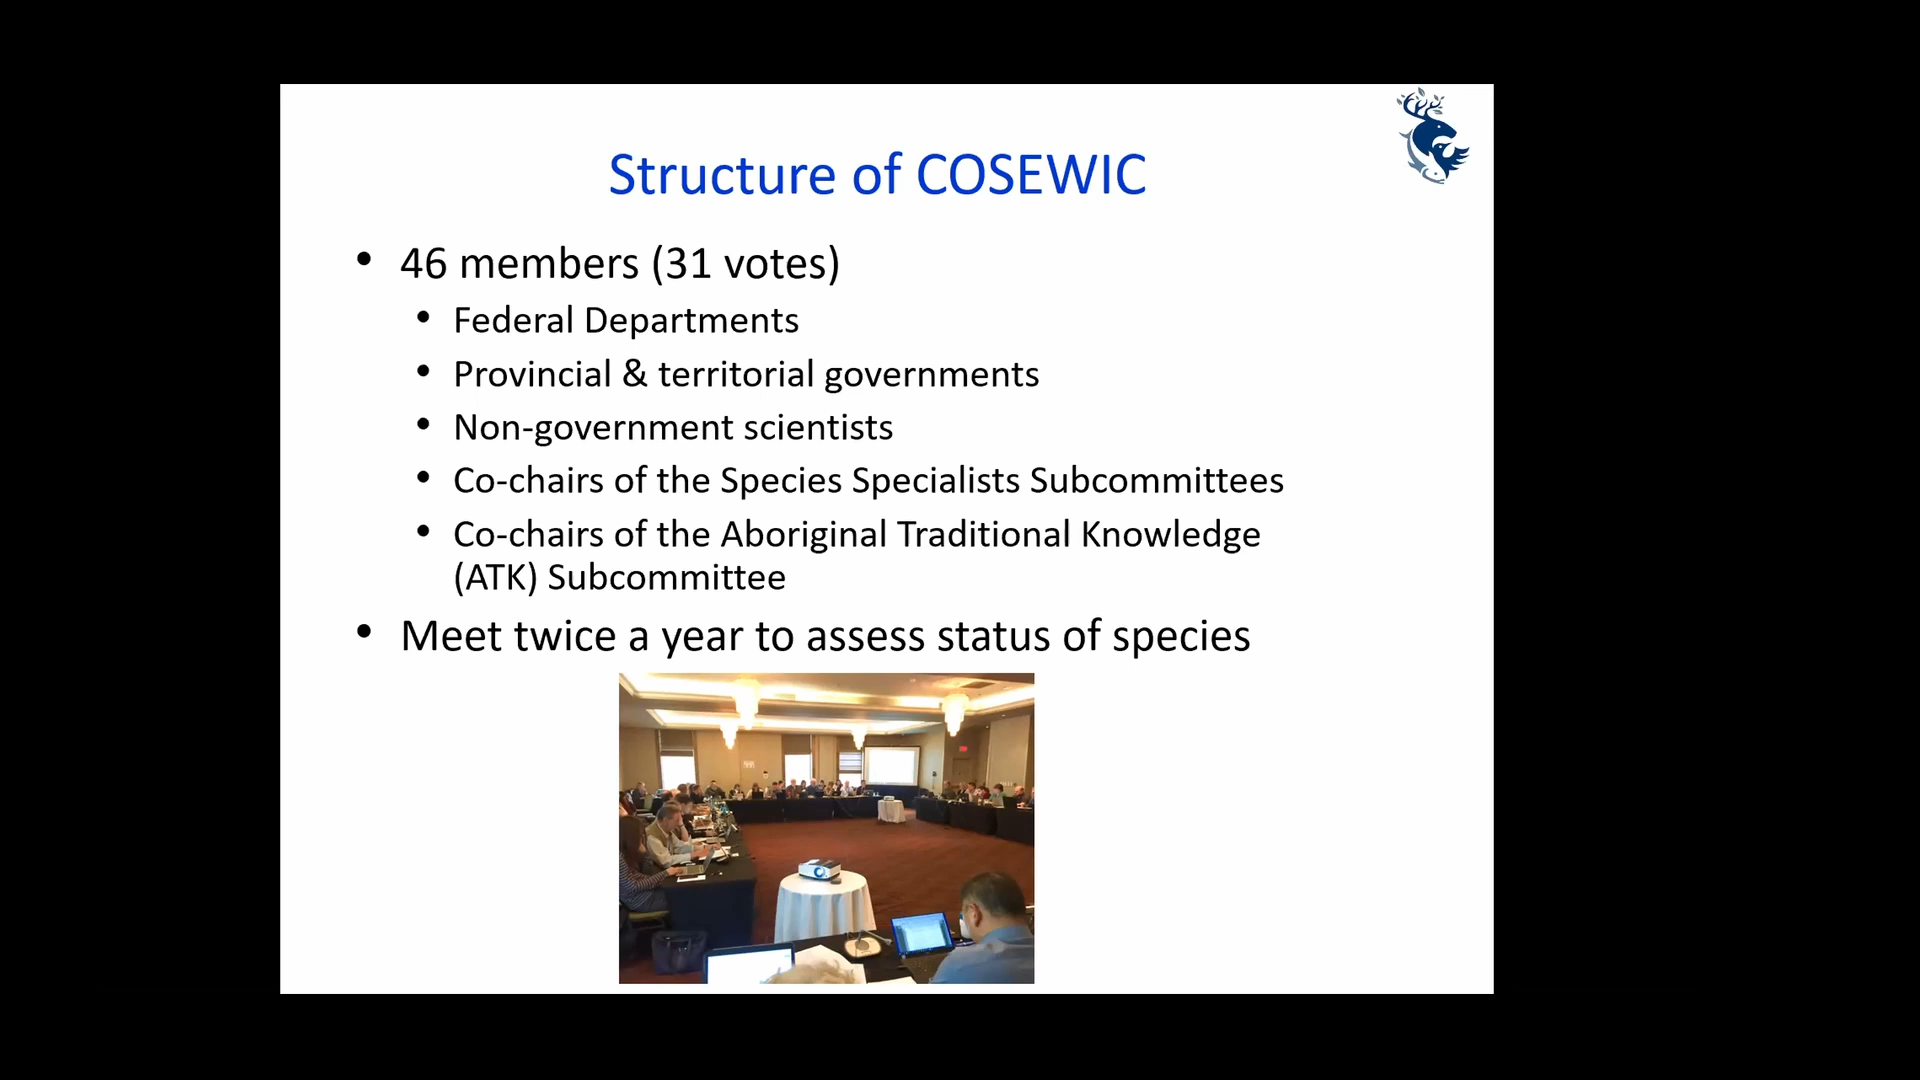 Structure of COSEWIC
• 46 members (31 votes)
• Federal Departments
• Provincial & territorial governments
• Non-government scientists
• Co-chairs of the Species Specialists Subcommittees
• Co-chairs of the Aboriginal Traditional Knowledge
(ATK) Subcommittee
• Meet twice a year to assess status of species